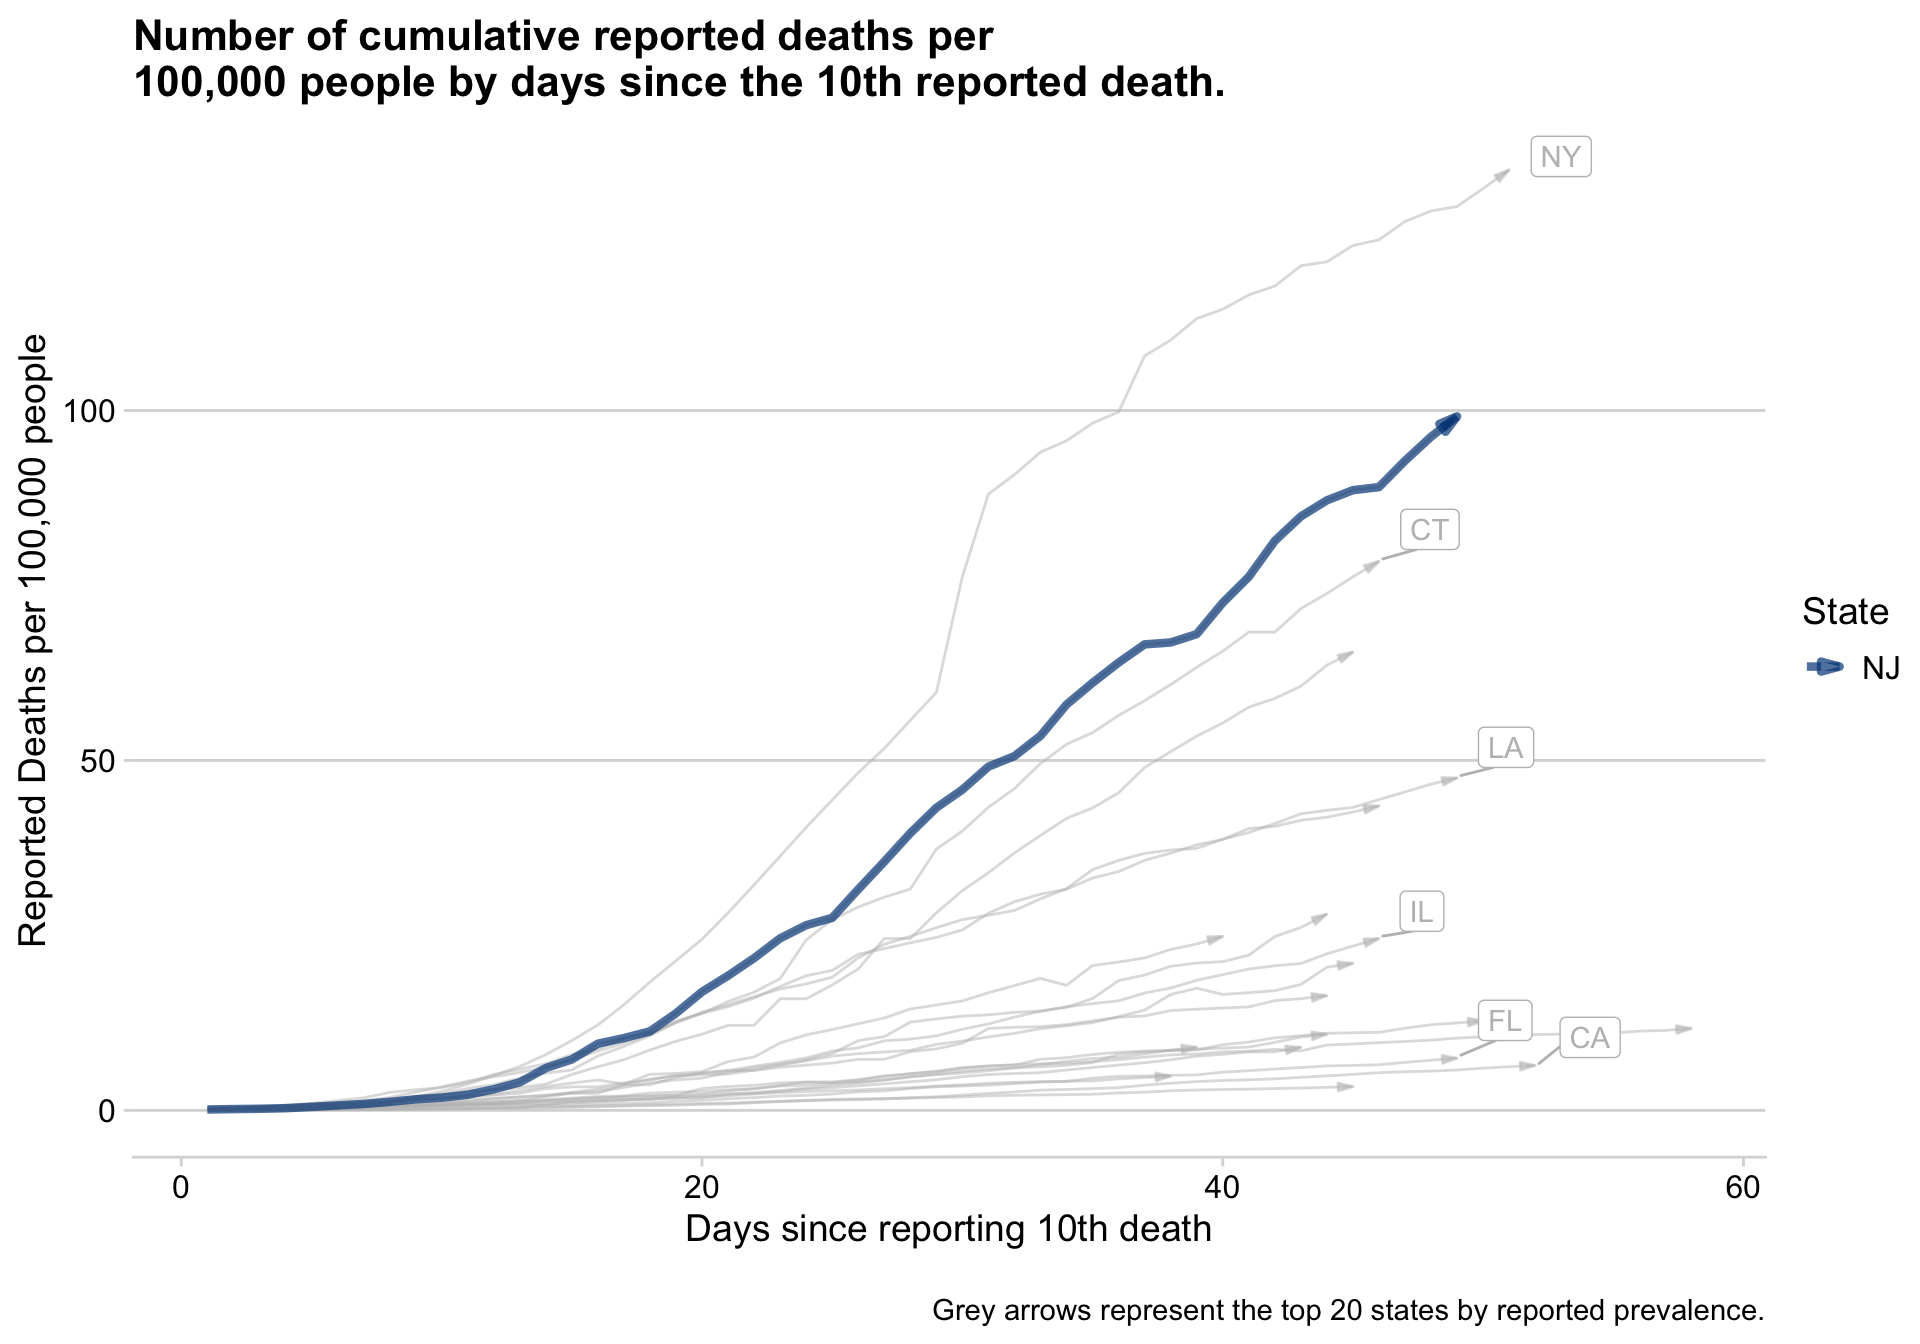 Number of cumulative reported deaths per
100,000 people by days since the 10th reported death.
Reported Deaths per 100,000 people
100
50
0
NY
CT
LA
IL
FL
CA
State
NJ
0
20
40
60
Days since reporting 10th death
Grey arrows represent the top 20 states by reported prevalence.